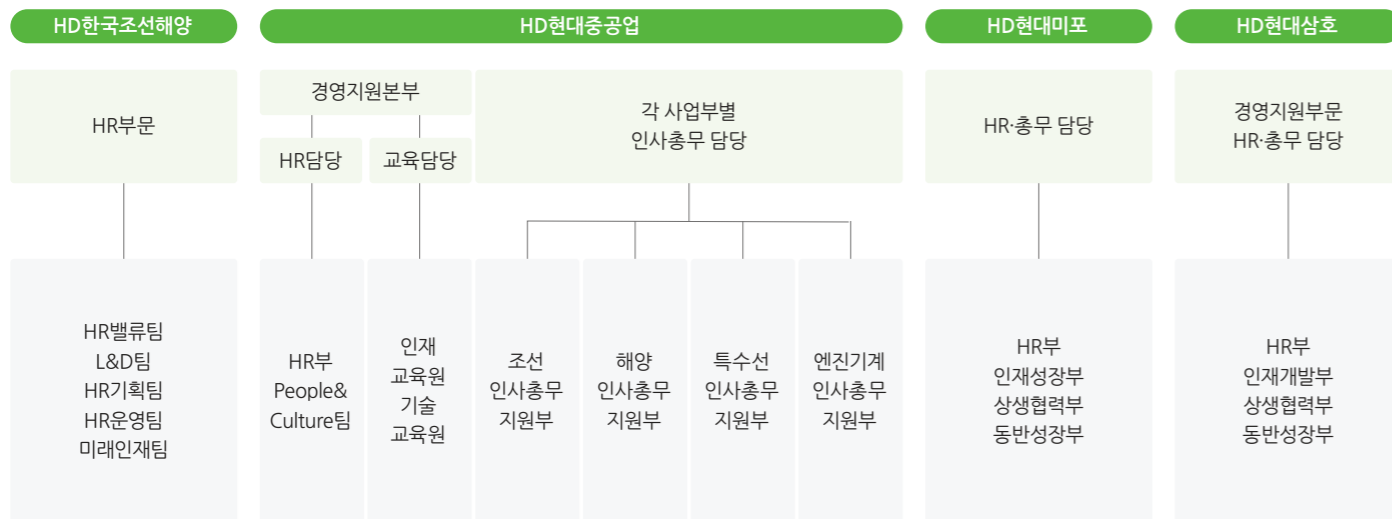 HD한국조선해양
HR부문
HR밸류팀
L&D팀
HR기획팀
HR운영팀
미래인재팀
HD현대중공업
경영지원본부
HR담당
교육담당
각 사업부별
인사총무 담당
HR부
People&
Culture팀
인재
교육원
기술
교육원
조선
인사총무
지원부
해양
인사총무
지원부
특수선
인사총무
지원부
엔진기계
인사총무
지원부
HD현대미포
HR·총무 담당
HR부
인재성장부
상생협력부
동반성장부
HD현대삼호
경영지원부문
HR·총무 담당
HR부
인재개발부
상생협력부
동반성장부